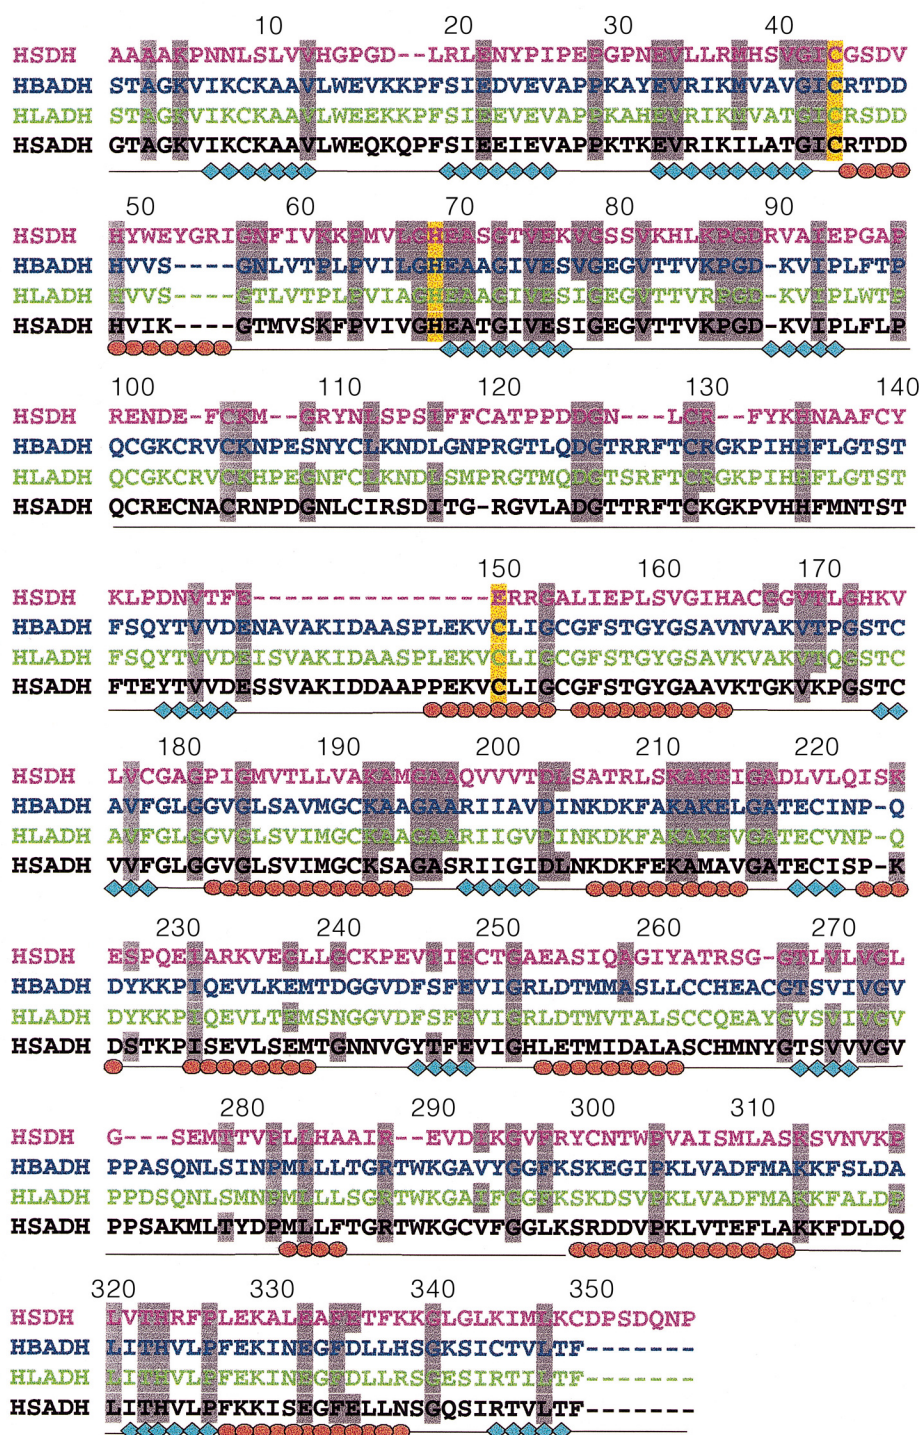 10 20 30 40
HSDH AAAAKPNNLSLVVHGPGD--LRLENYPIPEPGPNEVLLRMHSVGICGSDV
HBADH STAGKVIKCKAAVLWEVKKPFSIEDVEVAPPKAYEVRIKMVAVGICRTDD
HLADH STAGKVIKCKAAVLWEEKKPFSIEEVEVAPPKAHEVRIKMVATGICRSDD
HSADH GTAGKVIKCKAAVLWEQKQPFSIEEIEVAPPKTKEVRIKILATGICRTDD
50 60 70 80 90
HSDH HYWEYGRIGNFIVKKPMVLGHEASGTVEKVGSSVKHLKPGDRVAIEPGAP
HBADH HVVS----GNLVTPLPVILGHEAAGIVESVGEGVTTVKPGD-KVIPLFTP
HLADH HVVS----GTLVTPLPVIAGHEAAGIVESIGEGVTTVRPGD-KVIPLWTP
HSADH HVIK----GTMVSKFPVIVGHEATGIVESIGEGVTTVKPGD-KVIPLFLP
100 110 120 130 140
HSDH RENDE-FCKM--GRYNLSPSIFFCATPPDDGN---LCR--FYKHNAAFCY
HBADH QCGKCRVCKNPESNYCLKNDLGNPRGTLQDGTRRFTCRGKPIHHFLGTST
HLADH QCGKCRVCKHPEGNFCLKNDLSMPRGTMQDGTSRFTCRGKPIHHFLGTST
HSADH QCRECNACRNPDGNLCIRSDITG-RGVLADGTTRFTCKGKPVHHFMNTST
150 160 170
HSDH KLPDNVTFE---------------ERRGALIEPLSVGIHACGGVTLGHKV
HBADH FSQYTVVDENAVAKIDAASPLEKVCLIGCGFSTGYGSAVNVAKVTPGSTC
HLADH FSQYTVVDEISVAKIDAASPLEKVCLIGCGFSTGYGSAVKVAKVTQGSTC
HSADH FTEYTVVDESSVAKIDDAAPPEKVCLIGCGFSTGYGAAVKTGKVKPGSTC
180 190 200 210 220
HSDH LVCGAGPIGMVTLLVAKAMGAAQVVVTDLSATRLSKAKEIGADLVLQISK
HBADH AVFGLGGVGLSAVMGCKAAGAARIIAVDINKDKFAKAKELGATECINP-Q
HLADH AVFGLGGVGLSVIMGCKAAGAARIIGVDINKDKFAKAKEVGATECVNP-Q
HSADH VVFGLGGVGLSVIMGCKSAGASRIIGIDLNKDKFEKAMAVGATECISP-K
230 240 250 260 270
HSDH ESPQEIARKVEGLLGCKPEVTIECTGAEASIQAGIYATRSG-GTLVLVGL
HBADH DYKKPIQEVLKEMTDGGVDFSFEVIGRLDTMMASLLCCHEACGTSVIVGV
HLADH DYKKPIQEVLTEMSNGGVDFSFEVIGRLDTMVTALSCCQEAYGVSVIVGV
HSADH DSTKPISEVLSEMTGNNVGYTFEVIGHLETMIDALASCHMNYGTSVVVGV
280 290 300 310
HSDH G---SEMTTVPLLHAAIR--EVDIKGVFRYCNTWPVAISMLASKSVNVKP
HBADH PPASQNLSINPMLLLTGRTWKGAVYGGFKSKEGIPKLVADFMAKKFSLDA
HLADH PPDSQNLSMNPMLLLSGRTWKGAIFGGFKSKDSVPKLVADFMAKKFALDP
HSADH PPSAKMLTYDPMLLFTGRTWKGCVFGGLKSRDDVPKLVTEFLAKKFDLDQ
320 330 340 350
HSDH LVTHRFPLEKALEAFETFKKGLGLKIMLKCDPSDQNP
HBADH LITHVLPFEKINEGFDLLHSGKSICTVLTF-------
HLADH LITHVLPFEKINEGFDLLRSGESIRTILTF-------
HSADH LITHVLPFKKISEGFELLNSGQSIRTVLTF-------